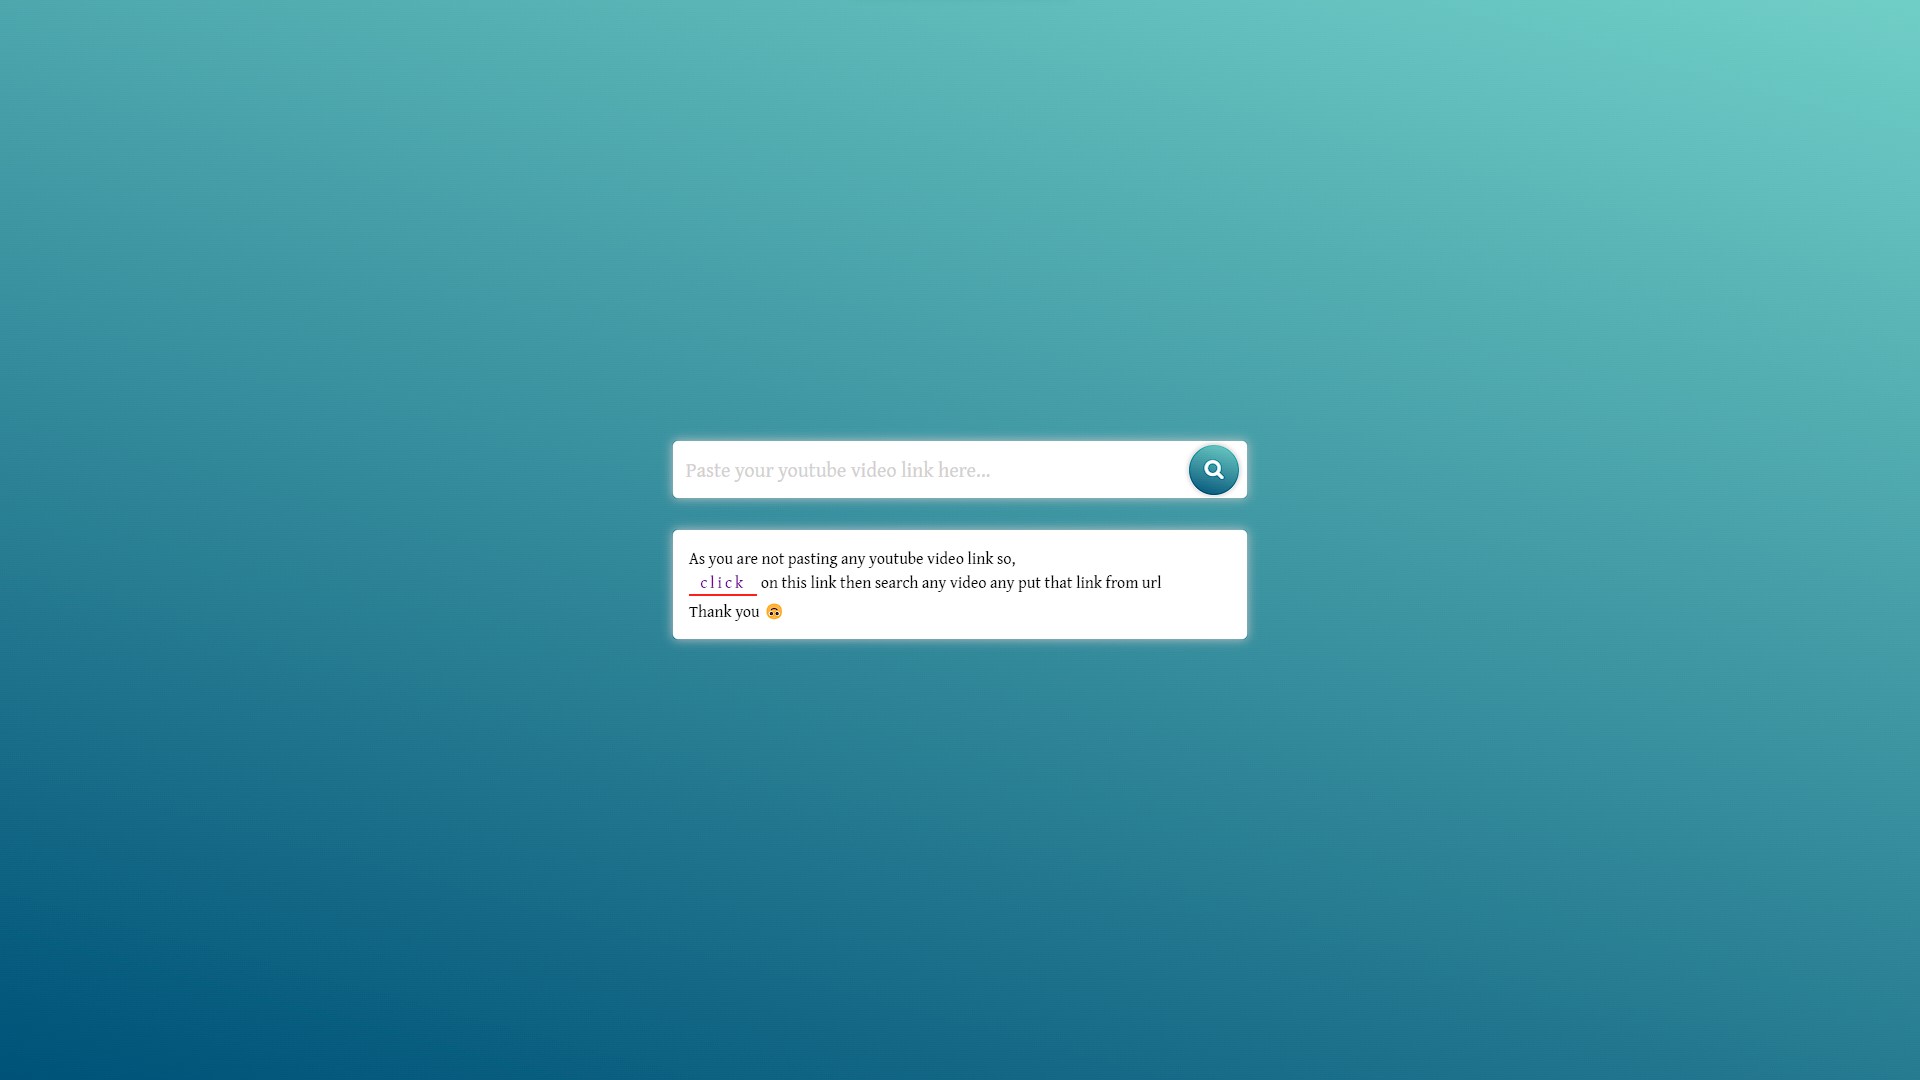 Paste your youtube video link here...
As you are not pasting any youtube video link so,
click on this link then search any video any put that link from url
Thank you 🙃